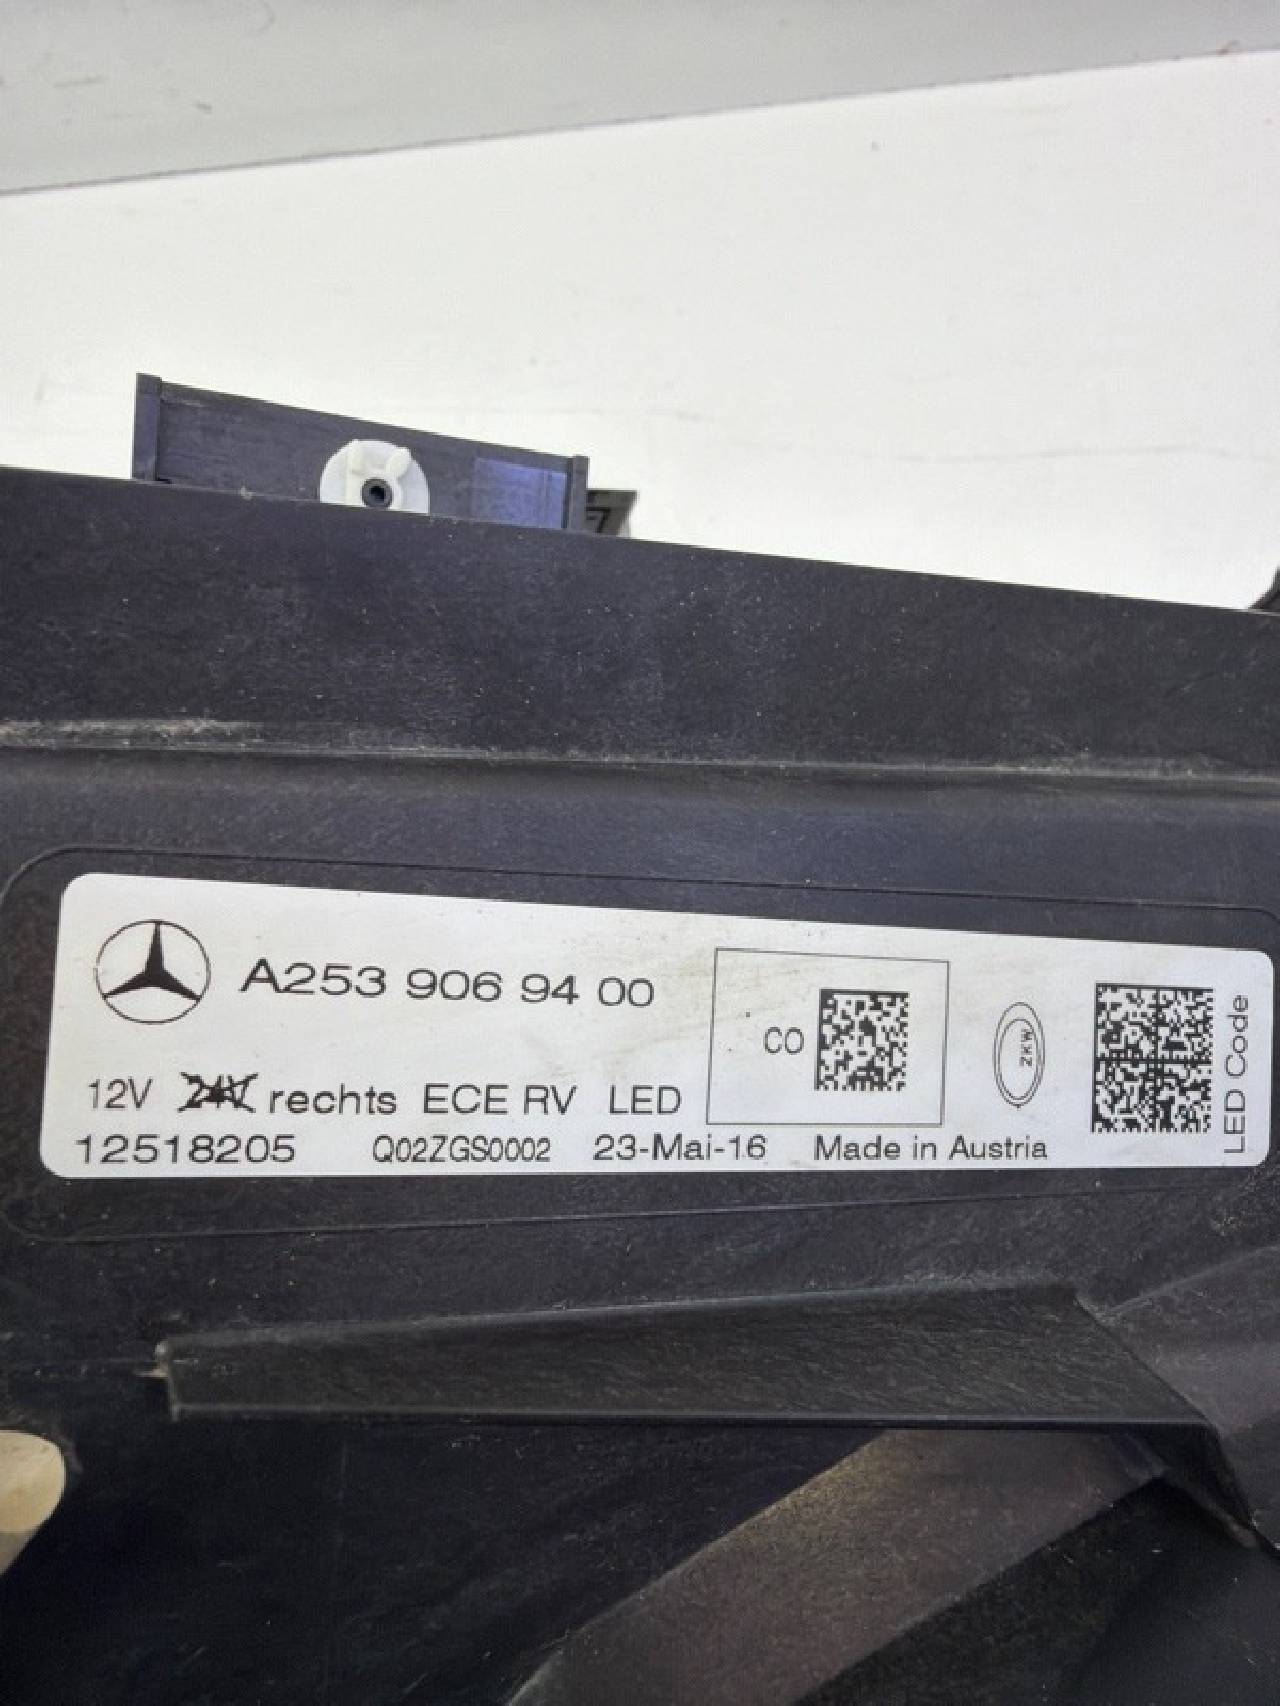 A253 906 94 00
CO
ZKW
LED Code
12V 24V rechts ECE RV LED
12518205 Q02ZGS0002 23-Mai-16 Made in Austria